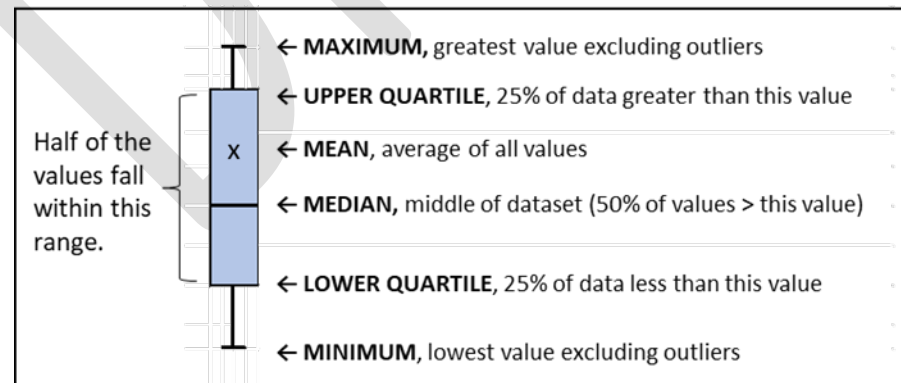 ← MAXIMUM, greatest value excluding outliers
← UPPER QUARTILE, 25% of data greater than this value
Half of the
values fall
within this
range.
X
← MEAN, average of all values
← MEDIAN, middle of dataset (50% of values > this value)
← LOWER QUARTILE, 25% of data less than this value
← MINIMUM, lowest value excluding outliers